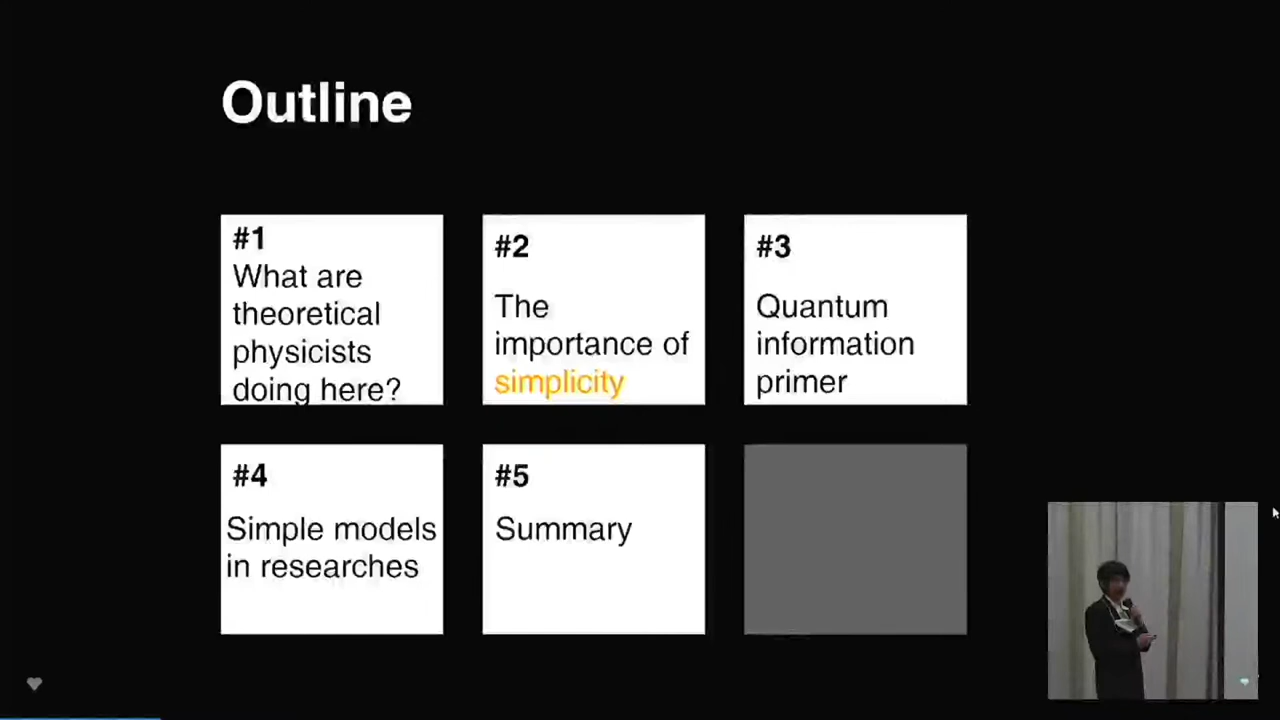 Outline
#1
What are
theoretical
physicists
doing here?
#2
The
importance of
simplicity
#3
Quantum
information
primer
#4
Simple models
in researches
#5
Summary